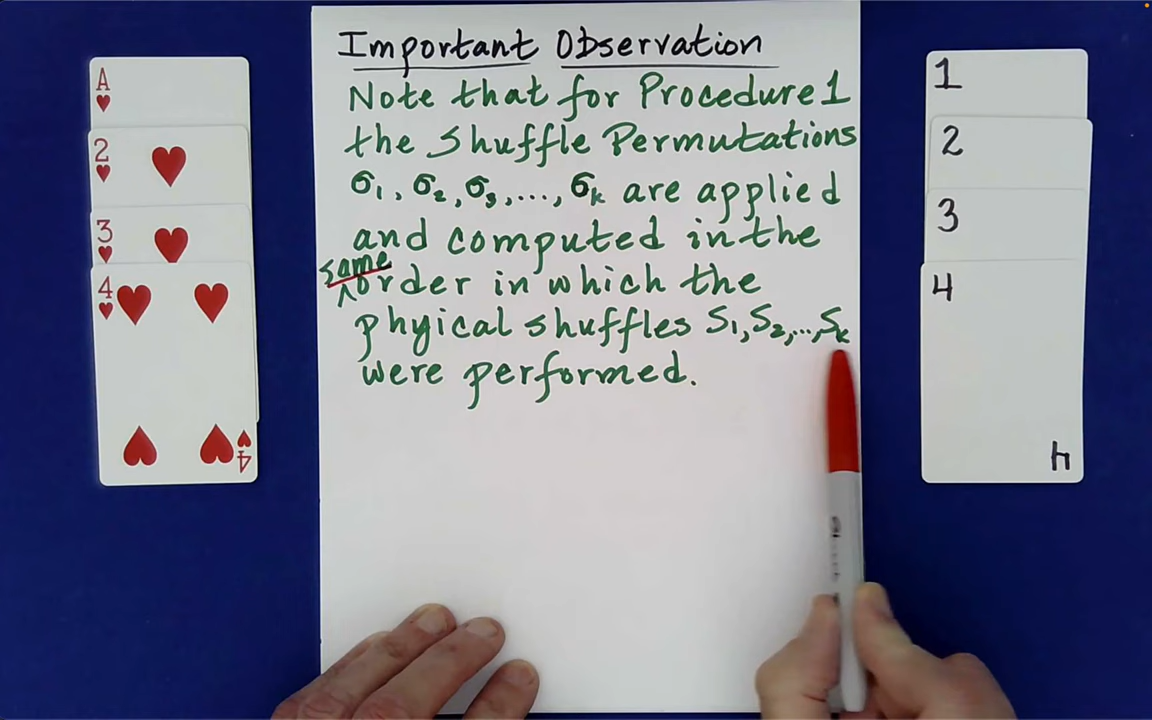 Important Observation
Note that for Procedure 1
the Shuffle Permutations
σ₁, σ₂, σ₃, ..., σₖ are applied
and computed in the
same
order in which the
phyical shuffles S₁, S₂, ..., Sₖ
were performed.
A
2
3
4
4
1
2
3
4
4